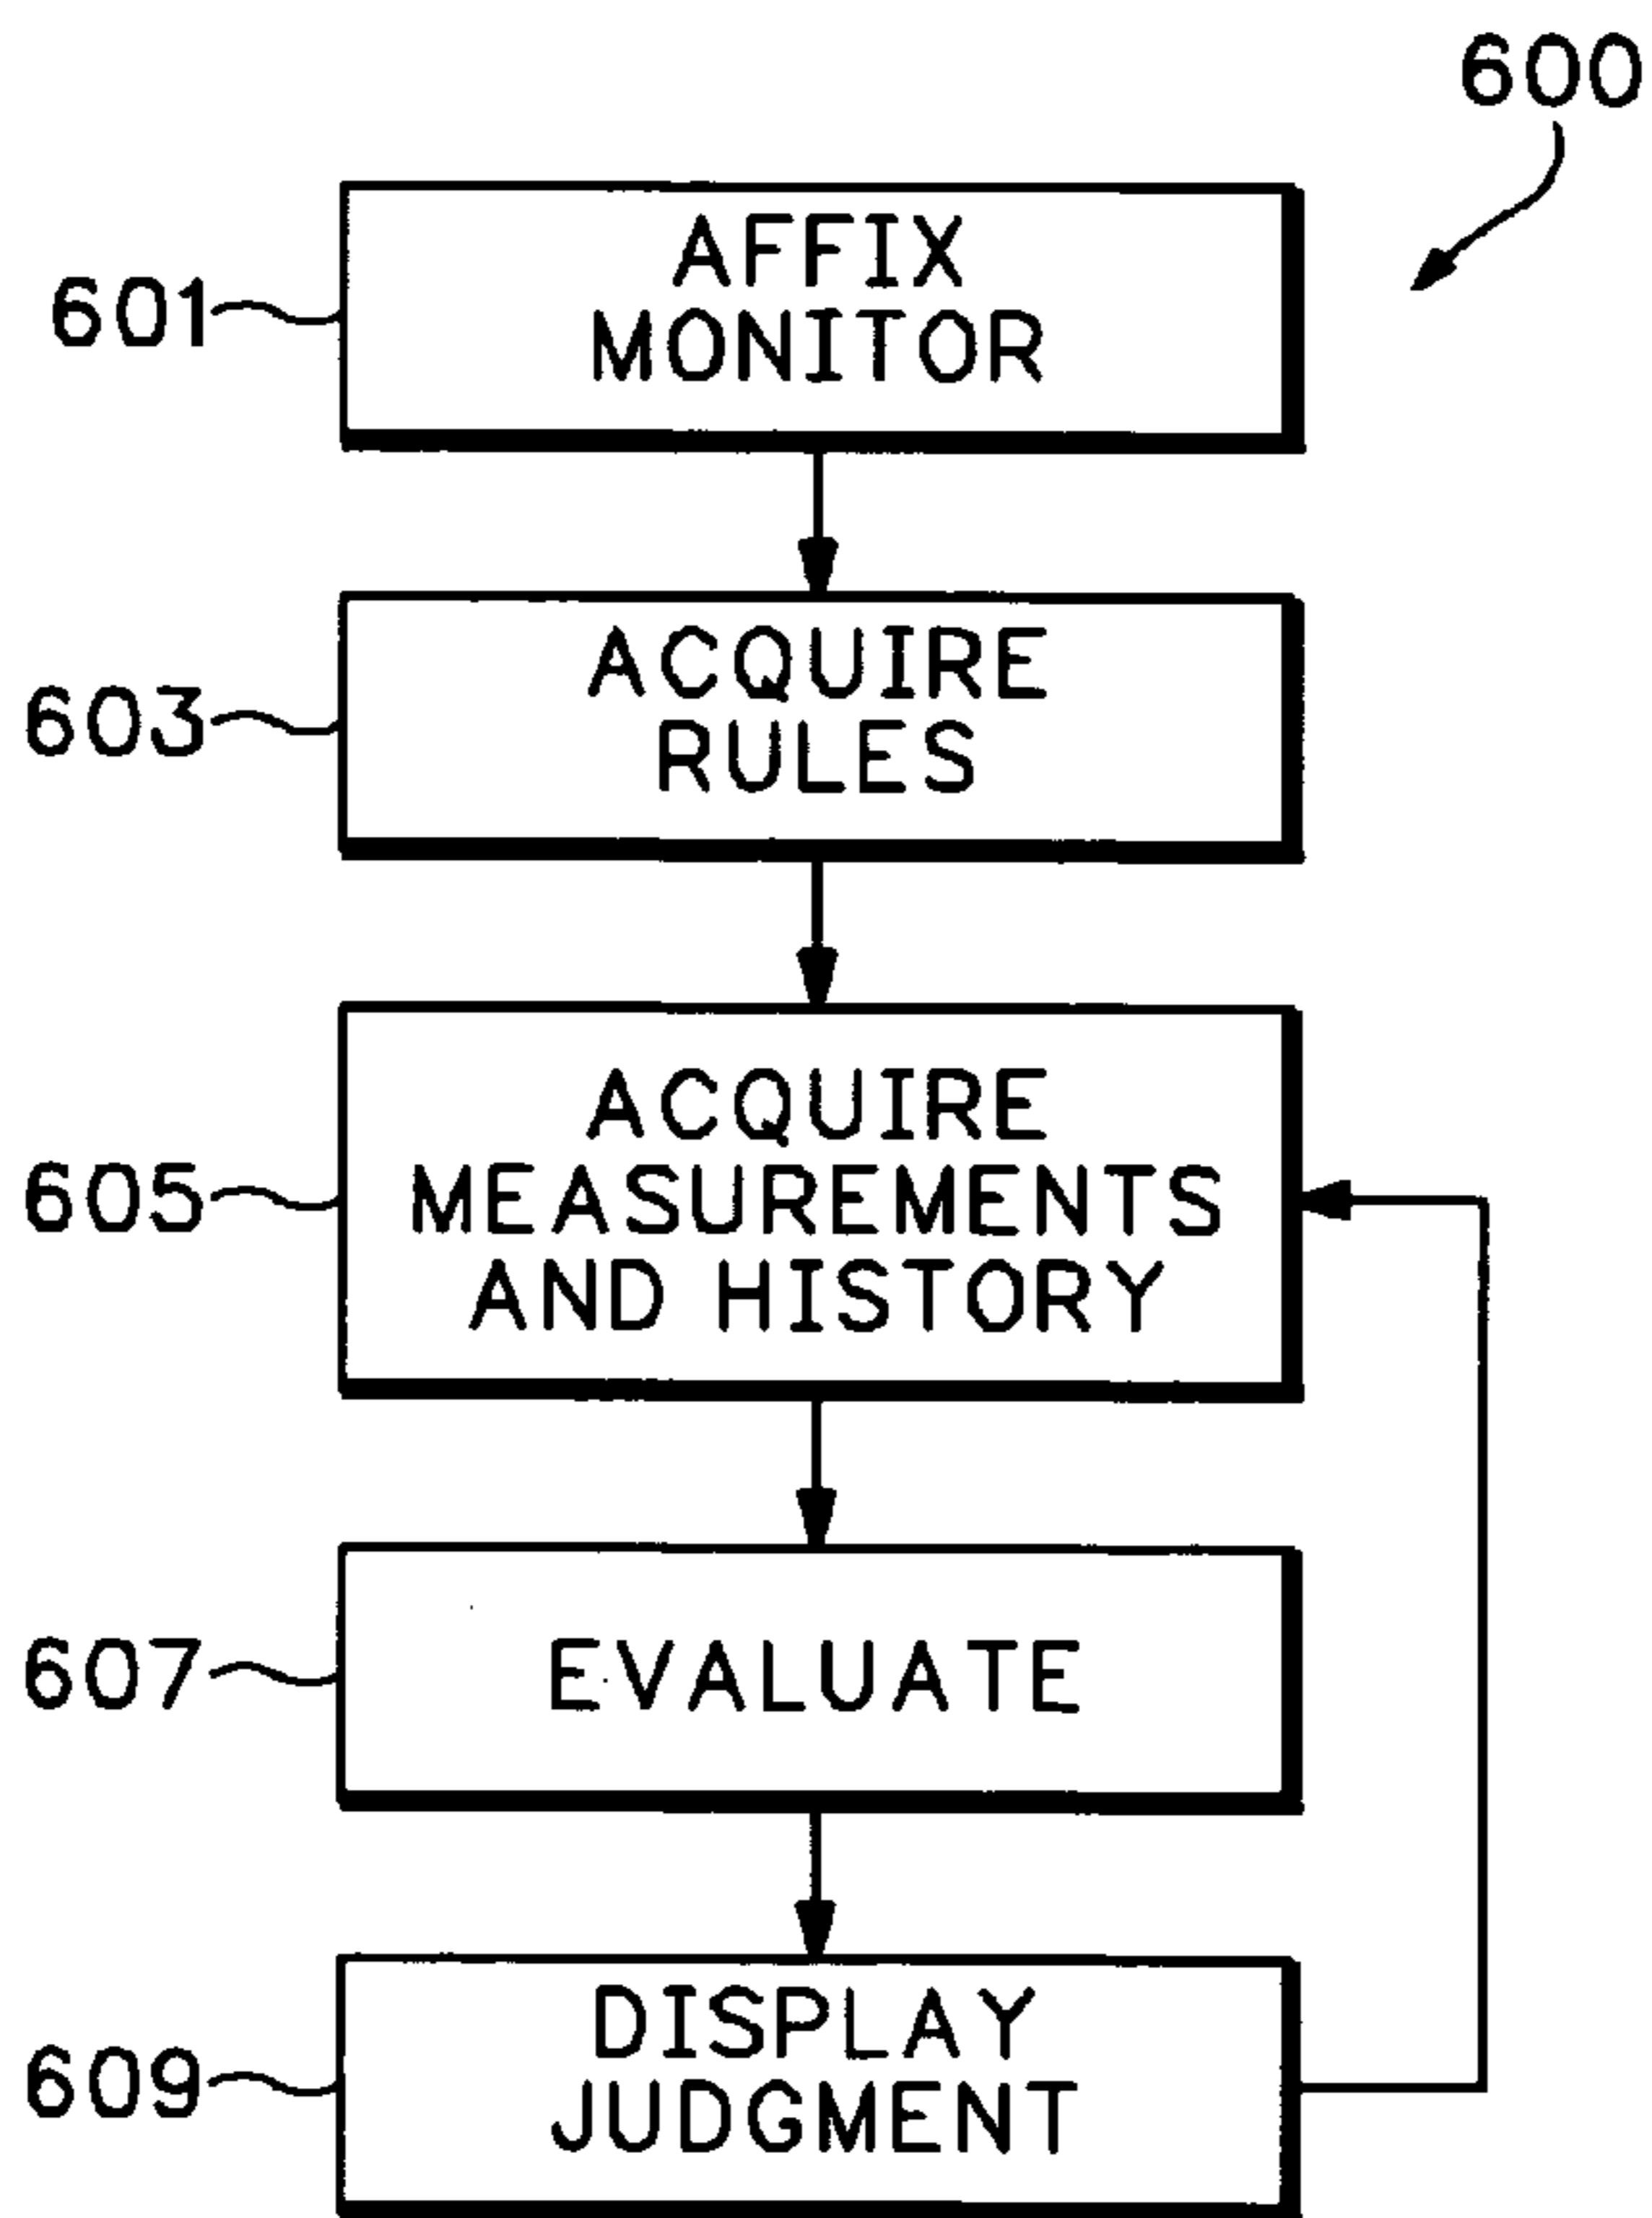 600
601
AFFIX
MONITOR
603
ACQUIRE
RULES
605
ACQUIRE
MEASUREMENTS
AND HISTORY
607
EVALUATE
609
DISPLAY
JUDGMENT